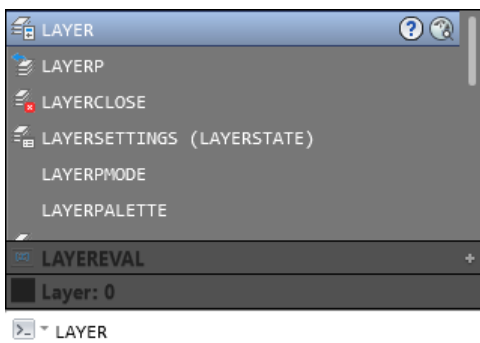 LAYER
LAYERP
LAYERCLOSE
LAYERSETTINGS (LAYERSTATE)
LAYERPMODE
LAYERPALETTE
LAYEREVAL
Layer: 0
LAYER